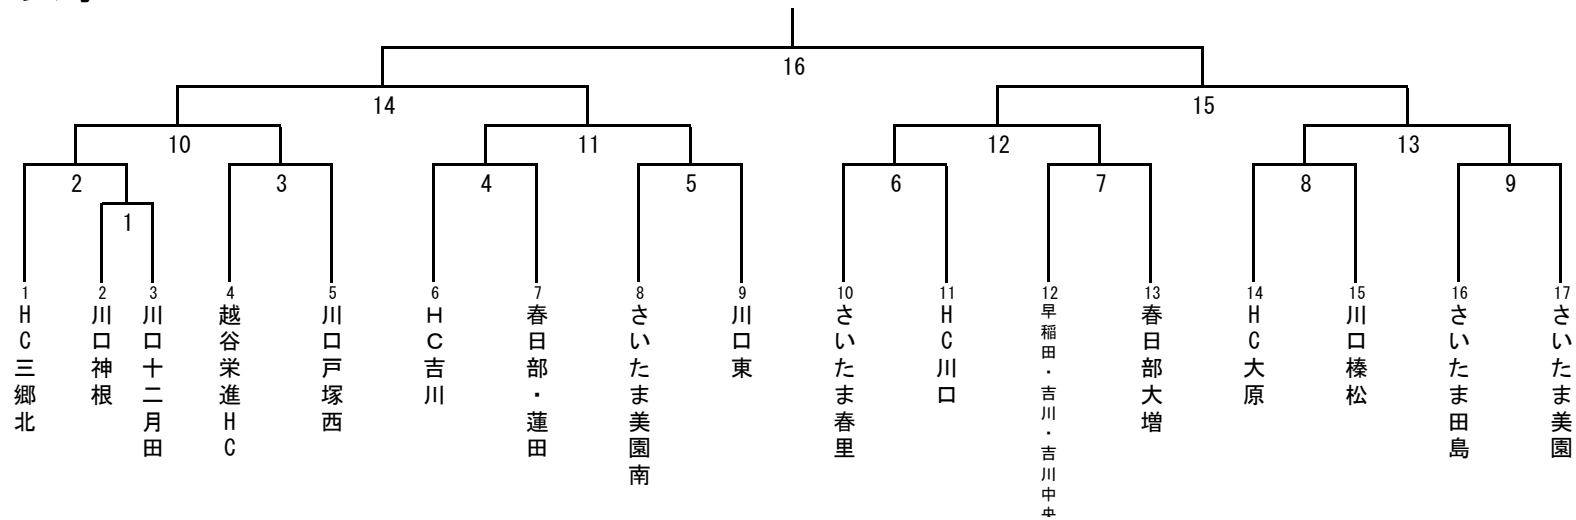 16
14
15
10
11
12
13
2
3
4
5
6
7
8
9
1
1
HC三郷北
2
川口神根
3
川口十二月田
4
越谷栄進HC
5
川口戸塚西
6
HC吉川
7
春日部・蓮田
8
さいたま美園南
9
川口東
10
さいたま春里
11
HC川口
12
早稲田・吉川・吉川中央
13
春日部大増
14
HC大原
15
川口榛松
16
さいたま田島
17
さいたま美園